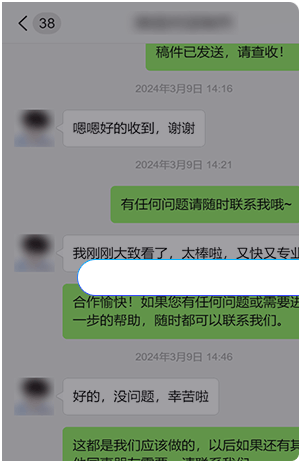 38
稿件已发送，请查收！
2024年3月9日 14:16
嗯嗯好的收到，谢谢
2024年3月9日 14:21
有任何问题请随时联系我哦~
我刚刚大致看了，太棒啦，又快又专业
合作愉快！如果您有任何问题或需要进
一步的帮助，随时都可以联系我们。
2024年3月9日 14:46
好的，没问题，幸苦啦
这都是我们应该做的，以后如果还有其